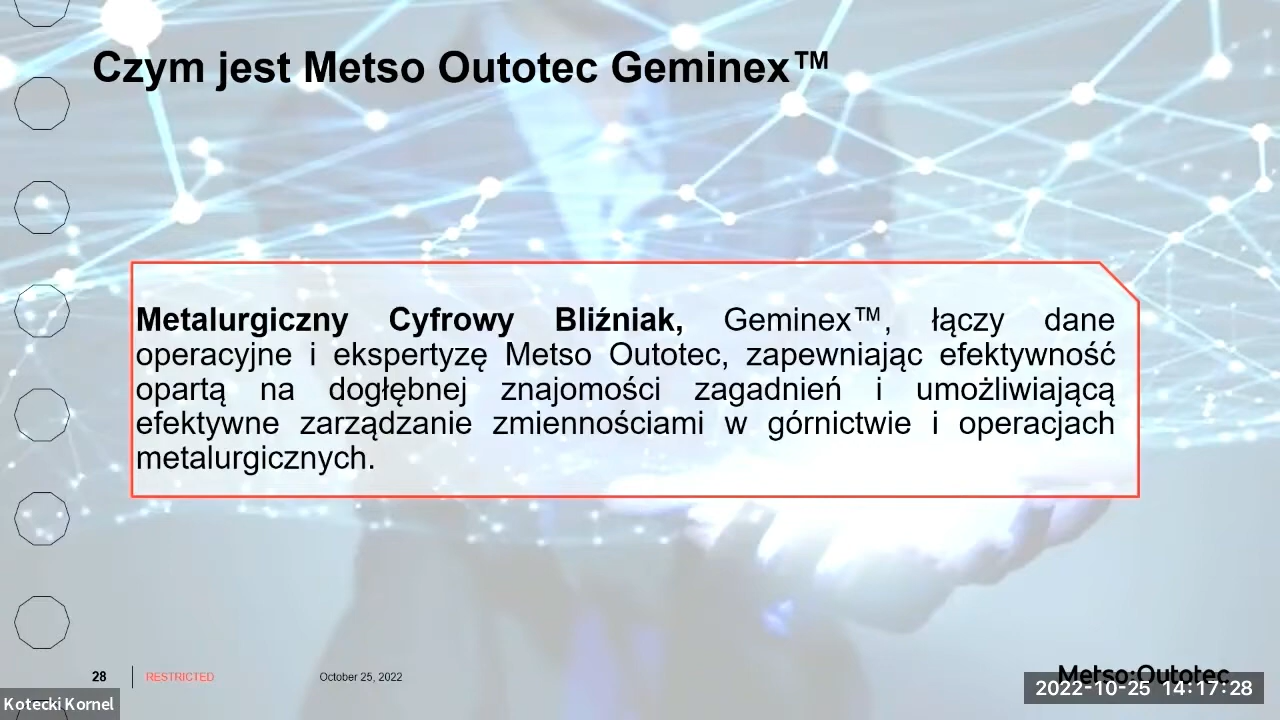 Czym jest Metso Outotec Geminex™
Metalurgiczny Cyfrowy Bliźniak, Geminex™, łączy dane
operacyjne i ekspertyzę Metso Outotec, zapewniając efektywność
opartą na dogłębnej znajomości zagadnień i umożliwiającą
efektywne zarządzanie zmiennościami w górnictwie i operacjach
metalurgicznych.
28
RESTRICTED
October 25, 2022
Metso:Outotec
2022-10-25 14:17:28
Kotecki Kornel